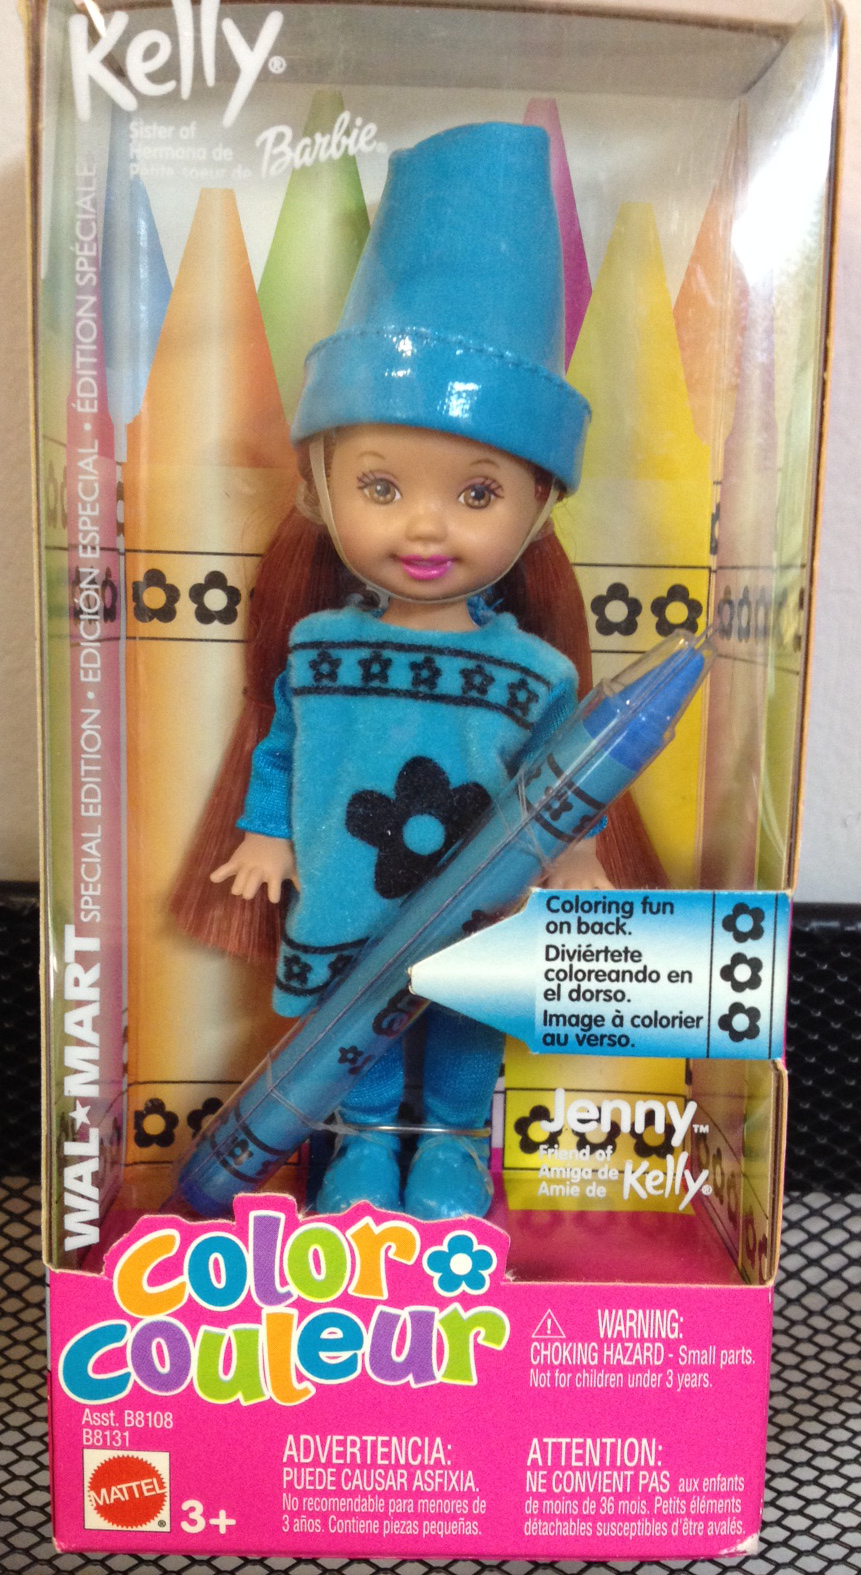 Kelly®
Sister of
Hermana de
Petite soeur de
Barbie®
WAL★MART SPECIAL EDITION • EDICIÓN ESPECIAL • ÉDITION SPÉCIALE
Coloring fun
on back.
Diviértete
coloreando en
el dorso.
Image à colorier
au verso.
Jenny™
Friend of
Amiga de
Amie de
Kelly®
color
couleur
WARNING:
CHOKING HAZARD - Small parts.
Not for children under 3 years.
Asst. B8108
B8131
MATTEL®
3+
ADVERTENCIA:
PUEDE CAUSAR ASFIXIA.
No recomendable para menores de
3 años. Contiene piezas pequeñas.
ATTENTION:
NE CONVIENT PAS aux enfants
de moins de 36 mois. Petits éléments
détachables susceptibles d'être avalés.